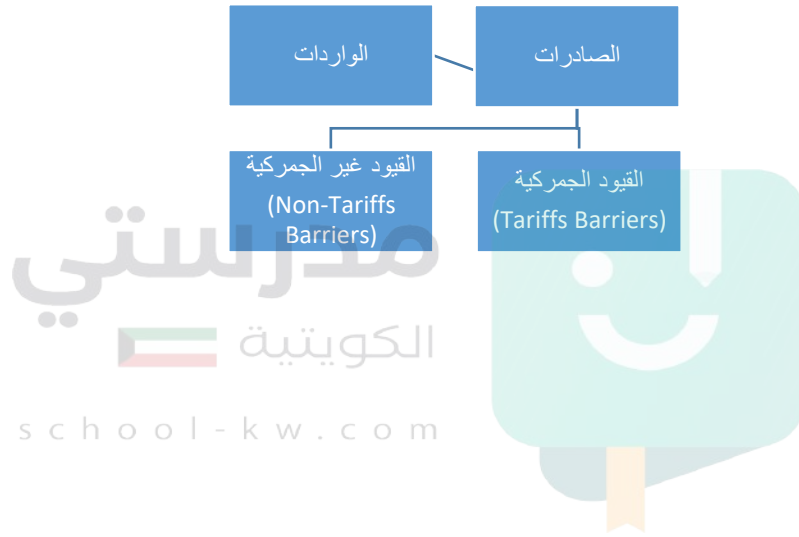 الصادرات
الواردات
القيود الجمركية
(Tariffs Barriers)
القيود غير الجمركية
(Non-Tariffs
Barriers)
مدرستي
الكويتية
school-kw.com